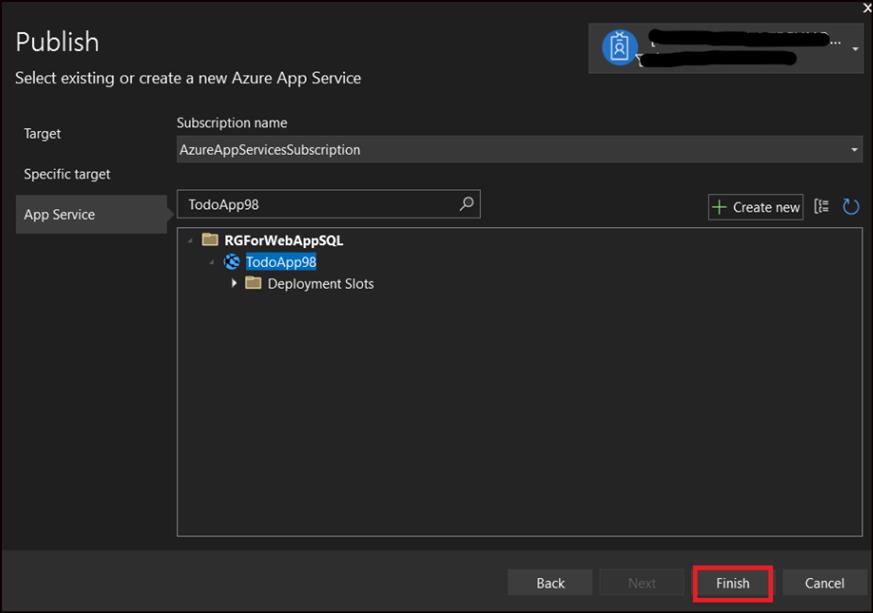 Publish
Select existing or create a new Azure App Service
Target
Specific target
App Service
Subscription name
AzureAppServicesSubscription
TodoApp98
Create new
RGForWebAppSQL
TodoApp98
Deployment Slots
Back
Next
Finish
Cancel